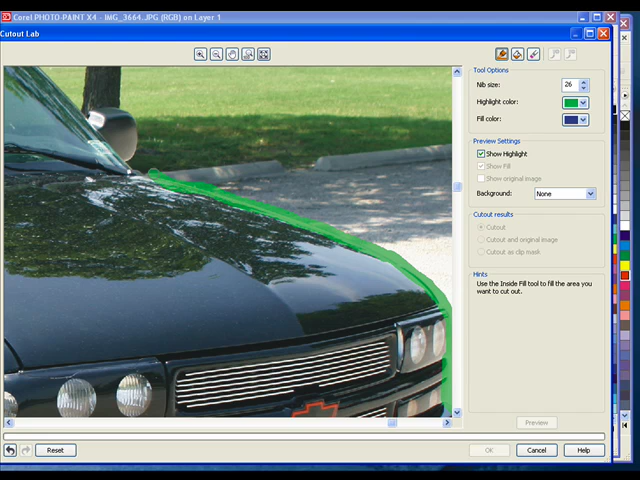 Corel PHOTO-PAINT X4 - IMG_3664.JPG (RGB) on Layer 1
Cutout Lab
Tool Options
Nib size: 26
Highlight color:
Fill color:
Preview Settings
Show Highlight
Show Fill
Show original image
Background: None
Cutout results
Cutout
Cutout and original image
Cutout as clip mask
Hints
Use the Inside Fill tool to fill the area you
want to cut out.
Preview
Reset
OK
Cancel
Help